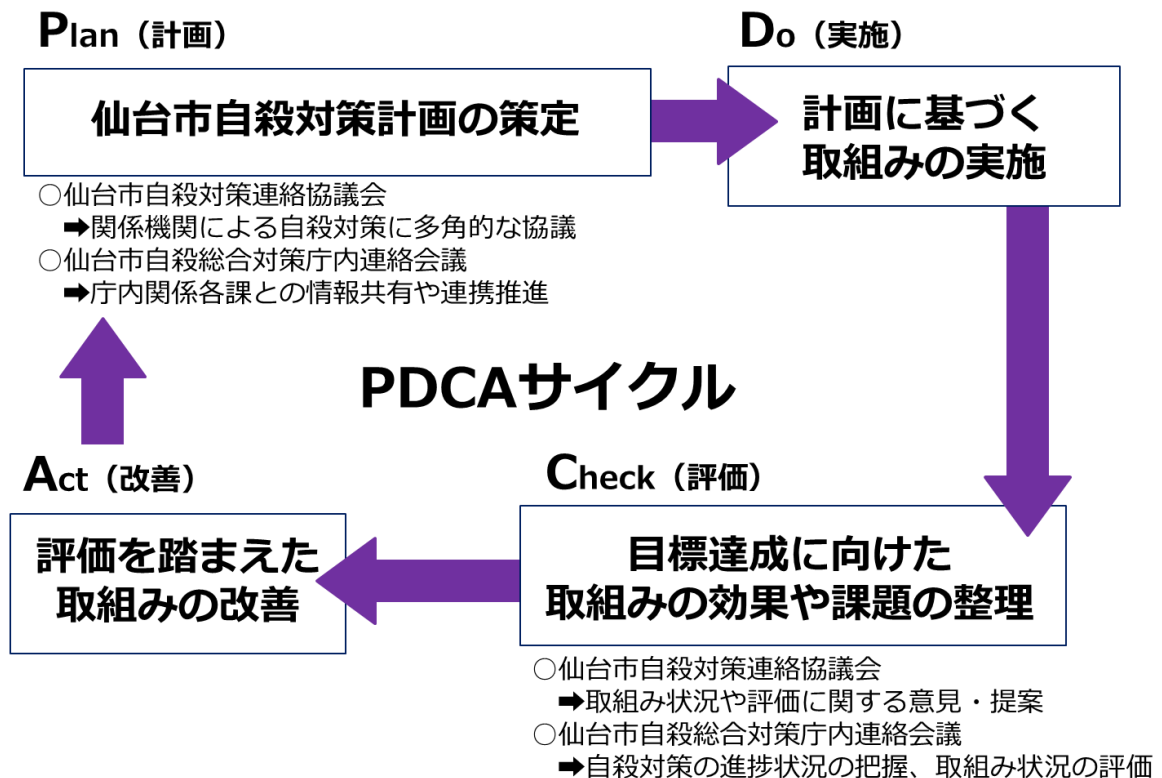 Plan（計画）
仙台市自殺対策計画の策定
○仙台市自殺対策連絡協議会
➡関係機関による自殺対策に多角的な協議
○仙台市自殺総合対策庁内連絡会議
➡庁内関係各課との情報共有や連携推進
Do（実施）
計画に基づく
取組みの実施
PDCAサイクル
Check（評価）
目標達成に向けた
取組みの効果や課題の整理
○仙台市自殺対策連絡協議会
➡取組み状況や評価に関する意見・提案
○仙台市自殺総合対策庁内連絡会議
➡自殺対策の進捗状況の把握、取組み状況の評価
Act（改善）
評価を踏まえた
取組みの改善